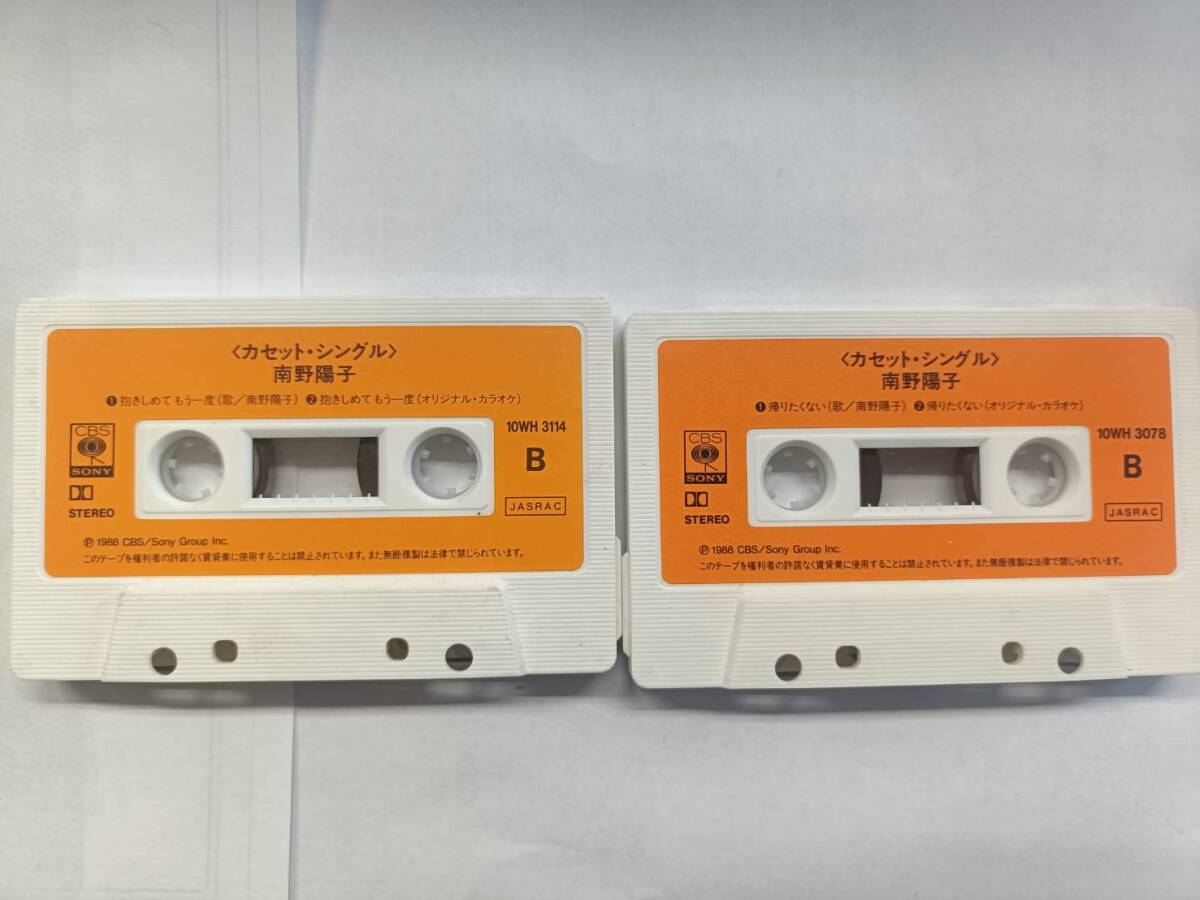 〈カセット・シングル〉
南野陽子
❶ 抱きしめて もう一度(歌/南野陽子) ❷ 抱きしめて もう一度(オリジナル・カラオケ)
CBS
SONY
10WH 3114
B
STEREO
JASRAC
Ⓟ 1988 CBS/Sony Group Inc.
このテープを権利者の許諾なく賃貸業に使用することは禁止されています。また無断複製は法律で禁じられています。
〈カセット・シングル〉
南野陽子
❶ 帰りたくない(歌/南野陽子) ❷ 帰りたくない(オリジナル・カラオケ)
CBS
SONY
10WH 3078
B
STEREO
JASRAC
Ⓟ 1988 CBS/Sony Group Inc.
このテープを権利者の許諾なく賃貸業に使用することは禁止されています。また無断複製は法律で禁じられています。